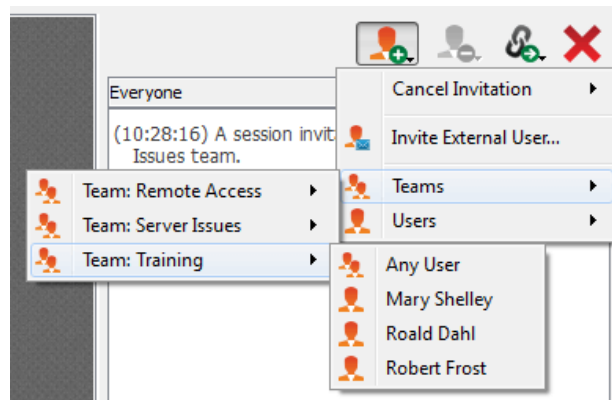 Everyone
Cancel Invitation
(10:28:16) A session invit
Issues team.
Invite External User...
Teams
Users
Team: Remote Access
Team: Server Issues
Team: Training
Any User
Mary Shelley
Roald Dahl
Robert Frost